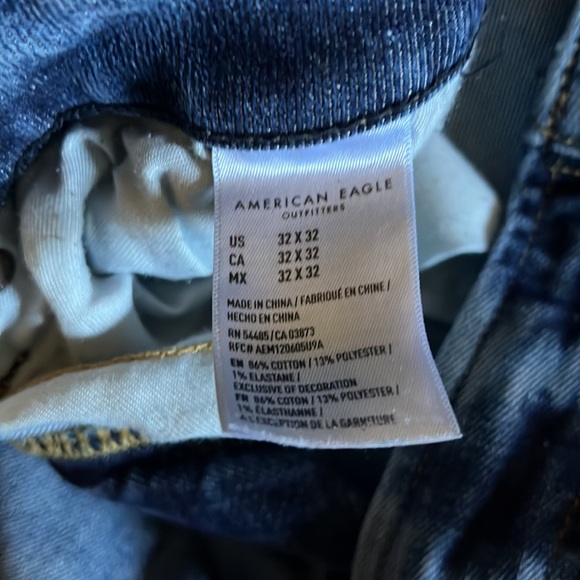 AMERICAN EAGLE
OUTFITTERS
US 32 X 32
CA 32 X 32
MX 32 X 32
MADE IN CHINA / FABRIQUÉ EN CHINE /
HECHO EN CHINA
RN 54485 / CA 03873
RFC# AEM120605U9A
EN 86% COTTON / 13% POLYESTER /
1% ELASTANE /
EXCLUSIVE OF DECORATION
FR 86% COTON / 13% POLYESTER /
1% ÉLASTHANNE /
À L'EXCEPTION DE LA GARNITURE